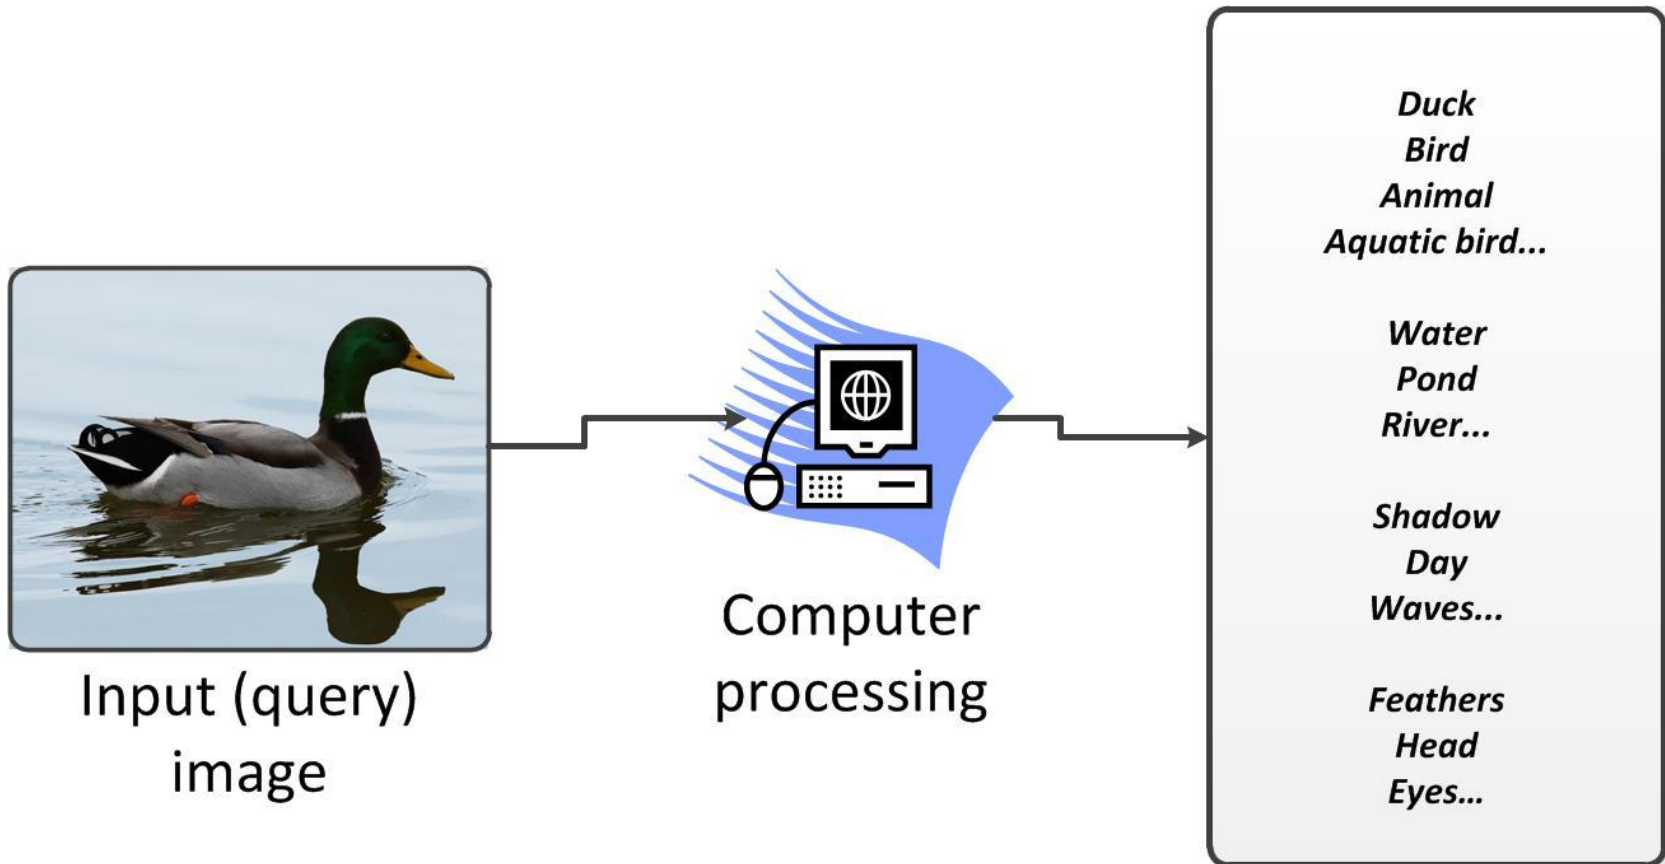 Input (query)
image
Computer
processing
Duck
Bird
Animal
Aquatic bird...
Water
Pond
River...
Shadow
Day
Waves...
Feathers
Head
Eyes...